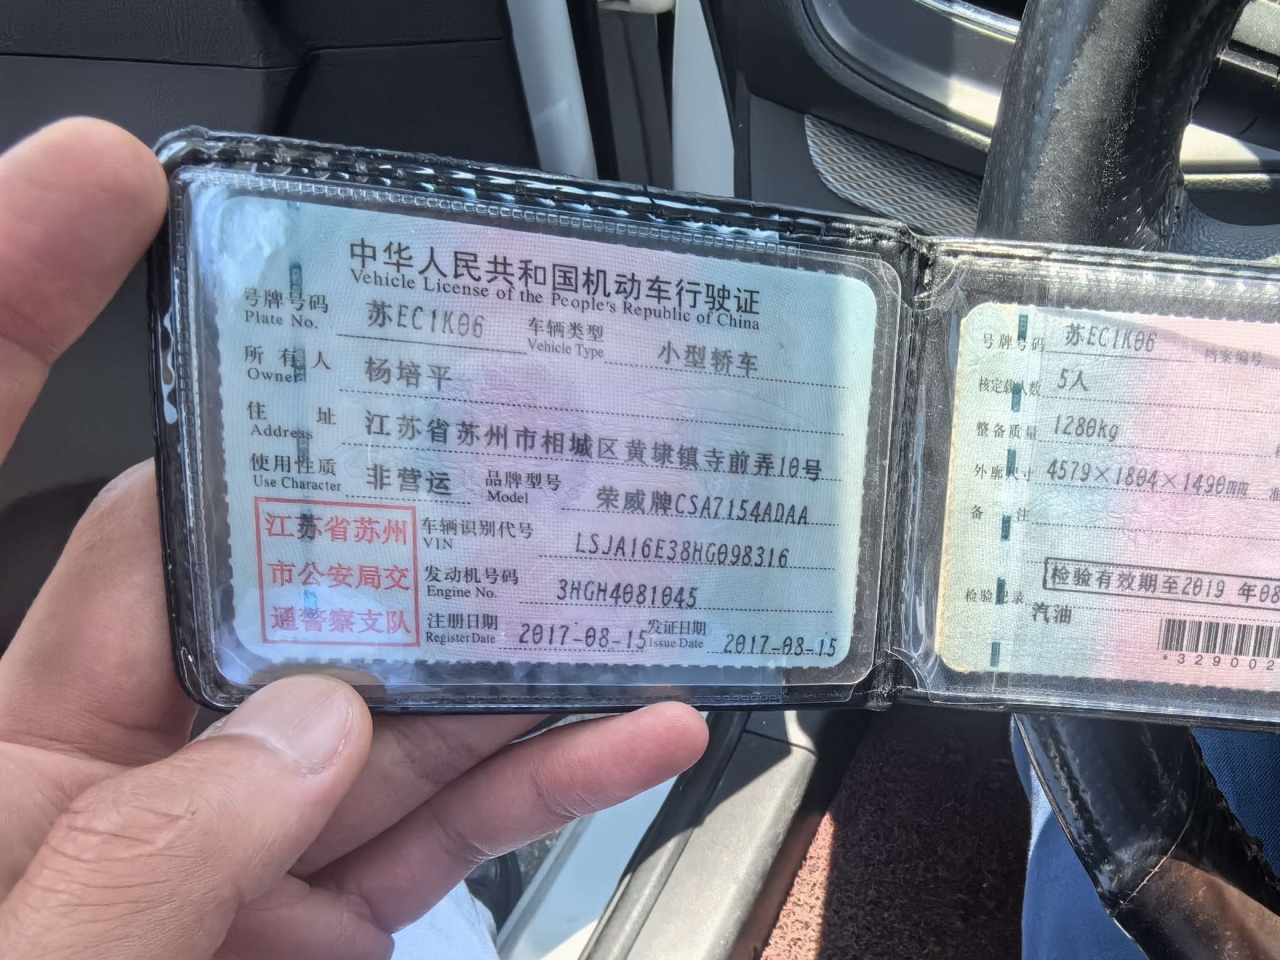 中华人民共和国机动车行驶证
Vehicle License of the People's Republic of China
号牌号码 苏EC1K06 车辆类型 小型轿车
Plate No. Vehicle Type
所有人 杨培平
Owner
住址 江苏省苏州市相城区黄埭镇寺前弄10号
Address
使用性质 非营运 品牌型号 荣威牌CSA7154ADAA
Use Character Model
江苏省苏州
市公安局交
通警察支队
车辆识别代号 LSJA16E38HG098316
VIN
发动机号码 3HGH4081045
Engine No.
注册日期 2017-08-15 发证日期 2017-08-15
Register Date Issue Date
号牌号码 苏EC1K06 档案编号
核定载人数 5人
整备质量 1280kg
外廓尺寸 4579×1804×1490mm
备注
检验有效期至2019 年08
检验记录
汽油
*329002